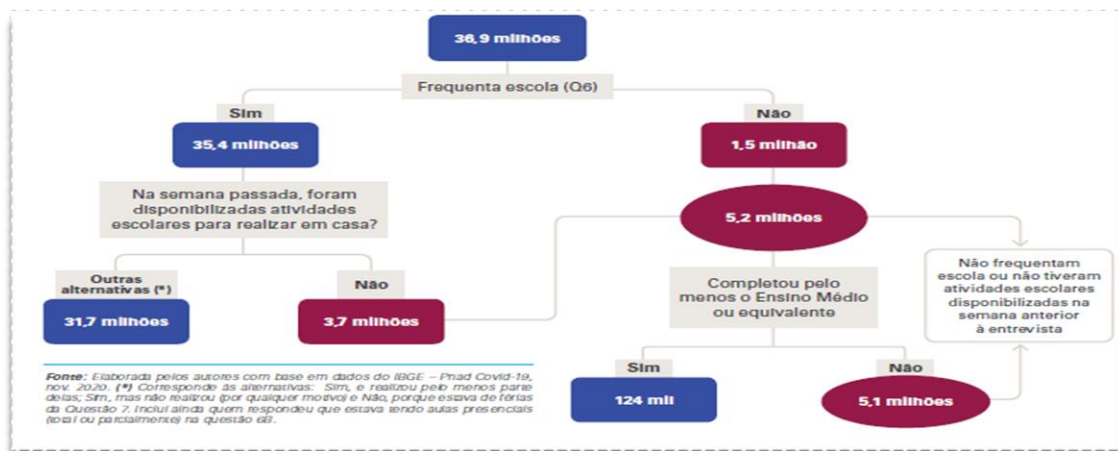 36,9 milhões
Frequenta escola (Q6)
Sim
Não
35,4 milhões
1,5 milhão
Na semana passada, foram
disponibilizadas atividades
escolares para realizar em casa?
5,2 milhões
Outras
alternativas (*)
Não
31,7 milhões
3,7 milhões
Completou pelo
menos o Ensino Médio
ou equivalente
Não frequentam
escola ou não tiveram
atividades escolares
disponibilizadas na
semana anterior
à entrevista
Sim
Não
124 mil
5,1 milhões
Fonte: Elaborada pelos autores com base em dados do IBGE – Pnad Covid-19,
nov. 2020. (*) Corresponde às alternativas: Sim, e realizou pelo menos parte
delas; Sim, mas não realizou (por qualquer motivo) e Não, porque estava de férias
da Questão 7. Inclui ainda quem respondeu que estava tendo aulas presenciais
(total ou parcialmente) na questão 6B.